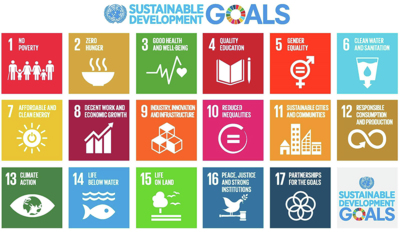 SUSTAINABLE
DEVELOPMENT
GOALS
1 NO
POVERTY
2 ZERO
HUNGER
3 GOOD HEALTH
AND WELL-BEING
4 QUALITY
EDUCATION
5 GENDER
EQUALITY
6 CLEAN WATER
AND SANITATION
7 AFFORDABLE AND
CLEAN ENERGY
8 DECENT WORK AND
ECONOMIC GROWTH
9 INDUSTRY, INNOVATION
AND INFRASTRUCTURE
10 REDUCED
INEQUALITIES
11 SUSTAINABLE CITIES
AND COMMUNITIES
12 RESPONSIBLE
CONSUMPTION
AND PRODUCTION
13 CLIMATE
ACTION
14 LIFE
BELOW WATER
15 LIFE
ON LAND
16 PEACE, JUSTICE
AND STRONG
INSTITUTIONS
17 PARTNERSHIPS
FOR THE GOALS
SUSTAINABLE
DEVELOPMENT
GOALS